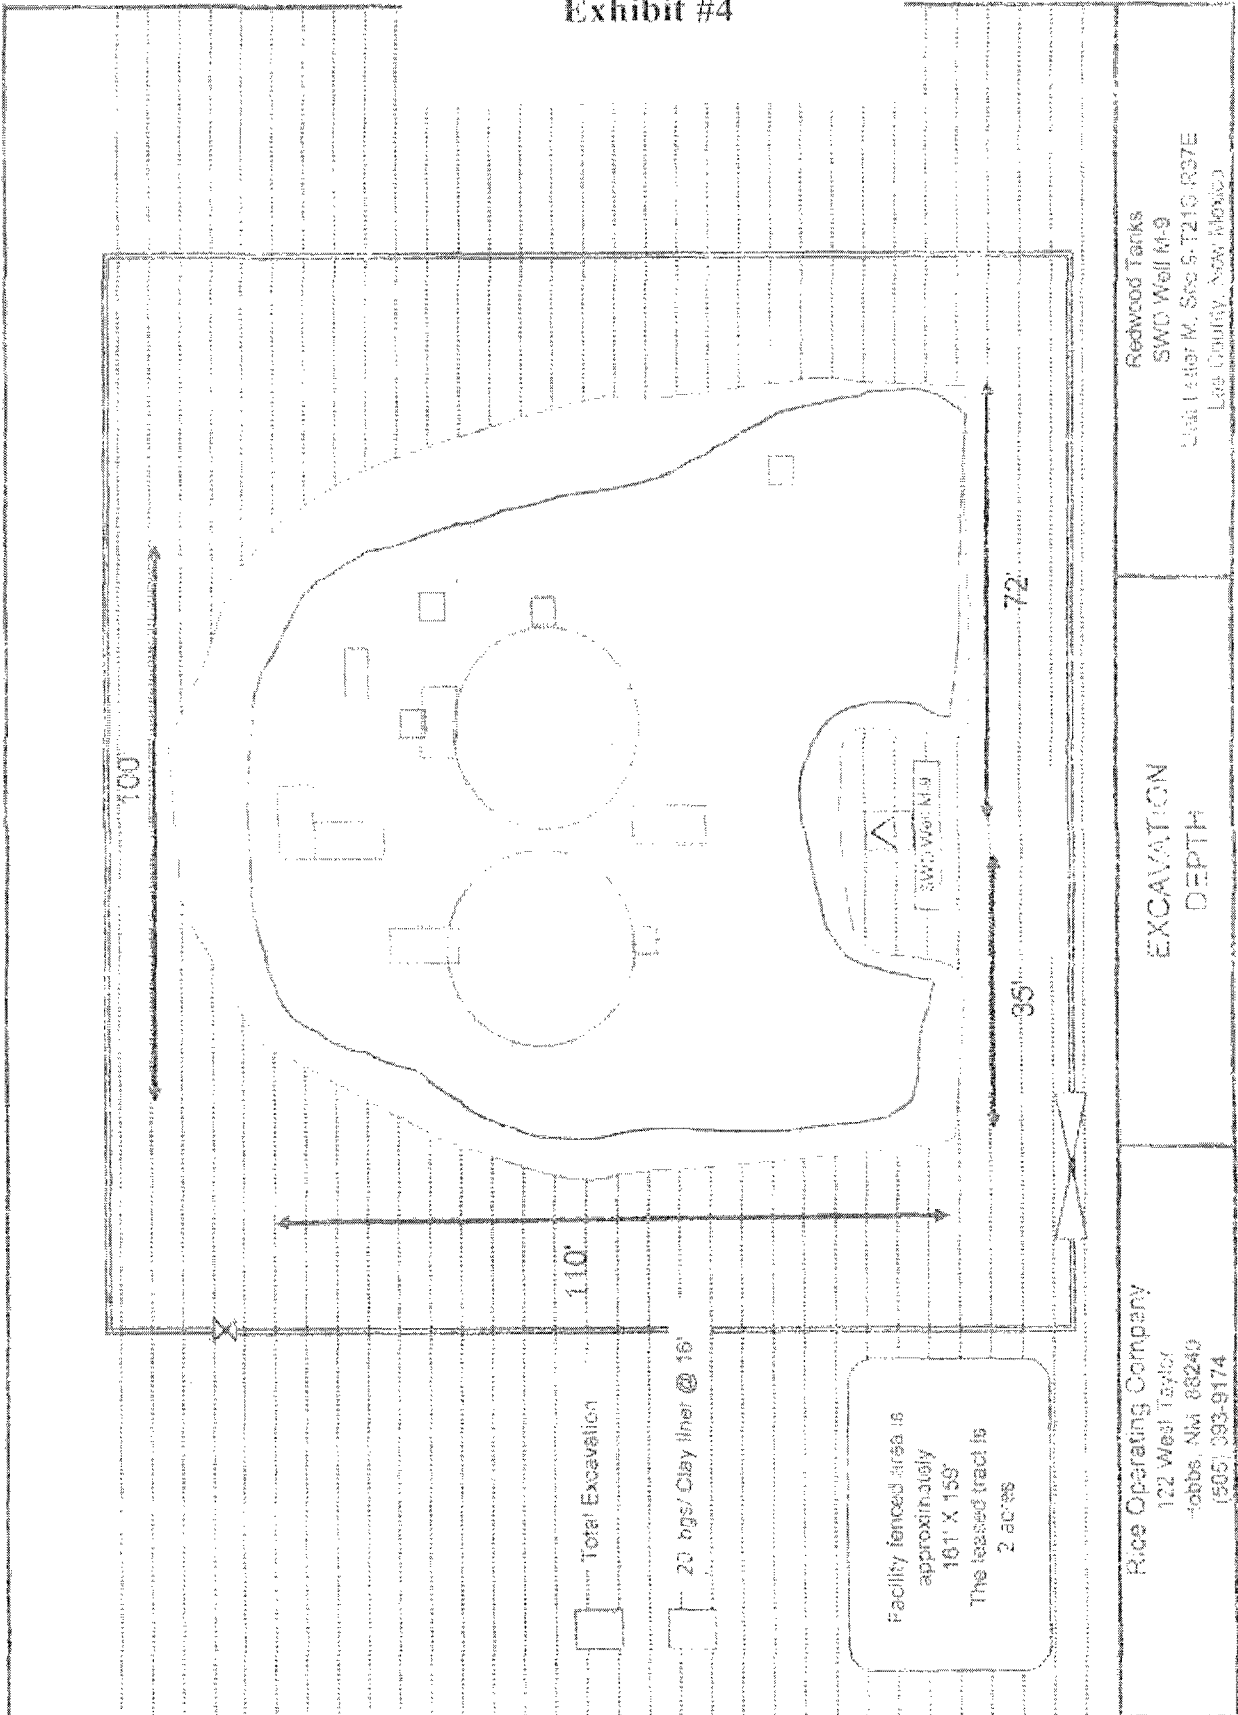 Exhibit #4
100'
110'
72'
35'
SWD Well M-9
Total Excavation
20' bgs/ Clay liner @ 16'
Facility fenced area is
approximately
161' X 159'
The leased tract is
2 acres
Rice Operating Company
122 West Taylor
Hobbs, NM 88240
(505) 393-9174
EXCAVATION
DEPTH
Redwood Tanks
SWD Well M-9
Unit Letter M, Sec 9 T21S R37E
Lea County, New Mexico